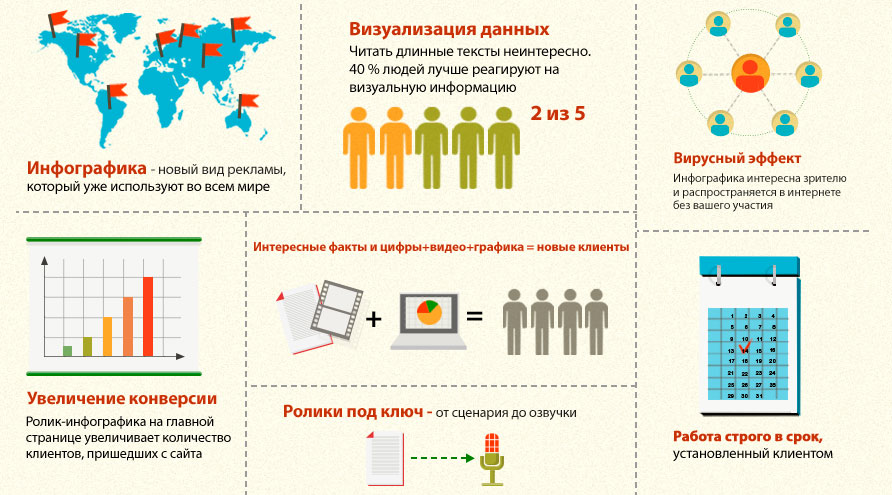 Инфографика - новый вид рекламы,
который уже используют во всем мире
Визуализация данных
Читать длинные тексты неинтересно.
40 % людей лучше реагируют на
визуальную информацию
2 из 5
Вирусный эффект
Инфографика интересна зрителю
и распространяется в интернете
без вашего участия
Увеличение конверсии
Ролик-инфографика на главной
странице увеличивает количество
клиентов, пришедших с сайта
Интересные факты и цифры+видео+графика = новые клиенты
+ =
Ролики под ключ - от сценария до озвучки
1 2 3 4
5 6 7 8
9 10 11 12
13 14 15 16
17 18 19 20
21 22 23 24
25 26 27 28
29 30 31
Работа строго в срок,
установленный клиентом